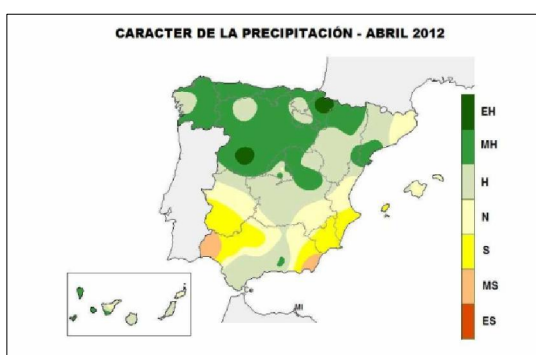 CARACTER DE LA PRECIPITACIÓN - ABRIL 2012
EH
MH
H
N
S
MS
ES